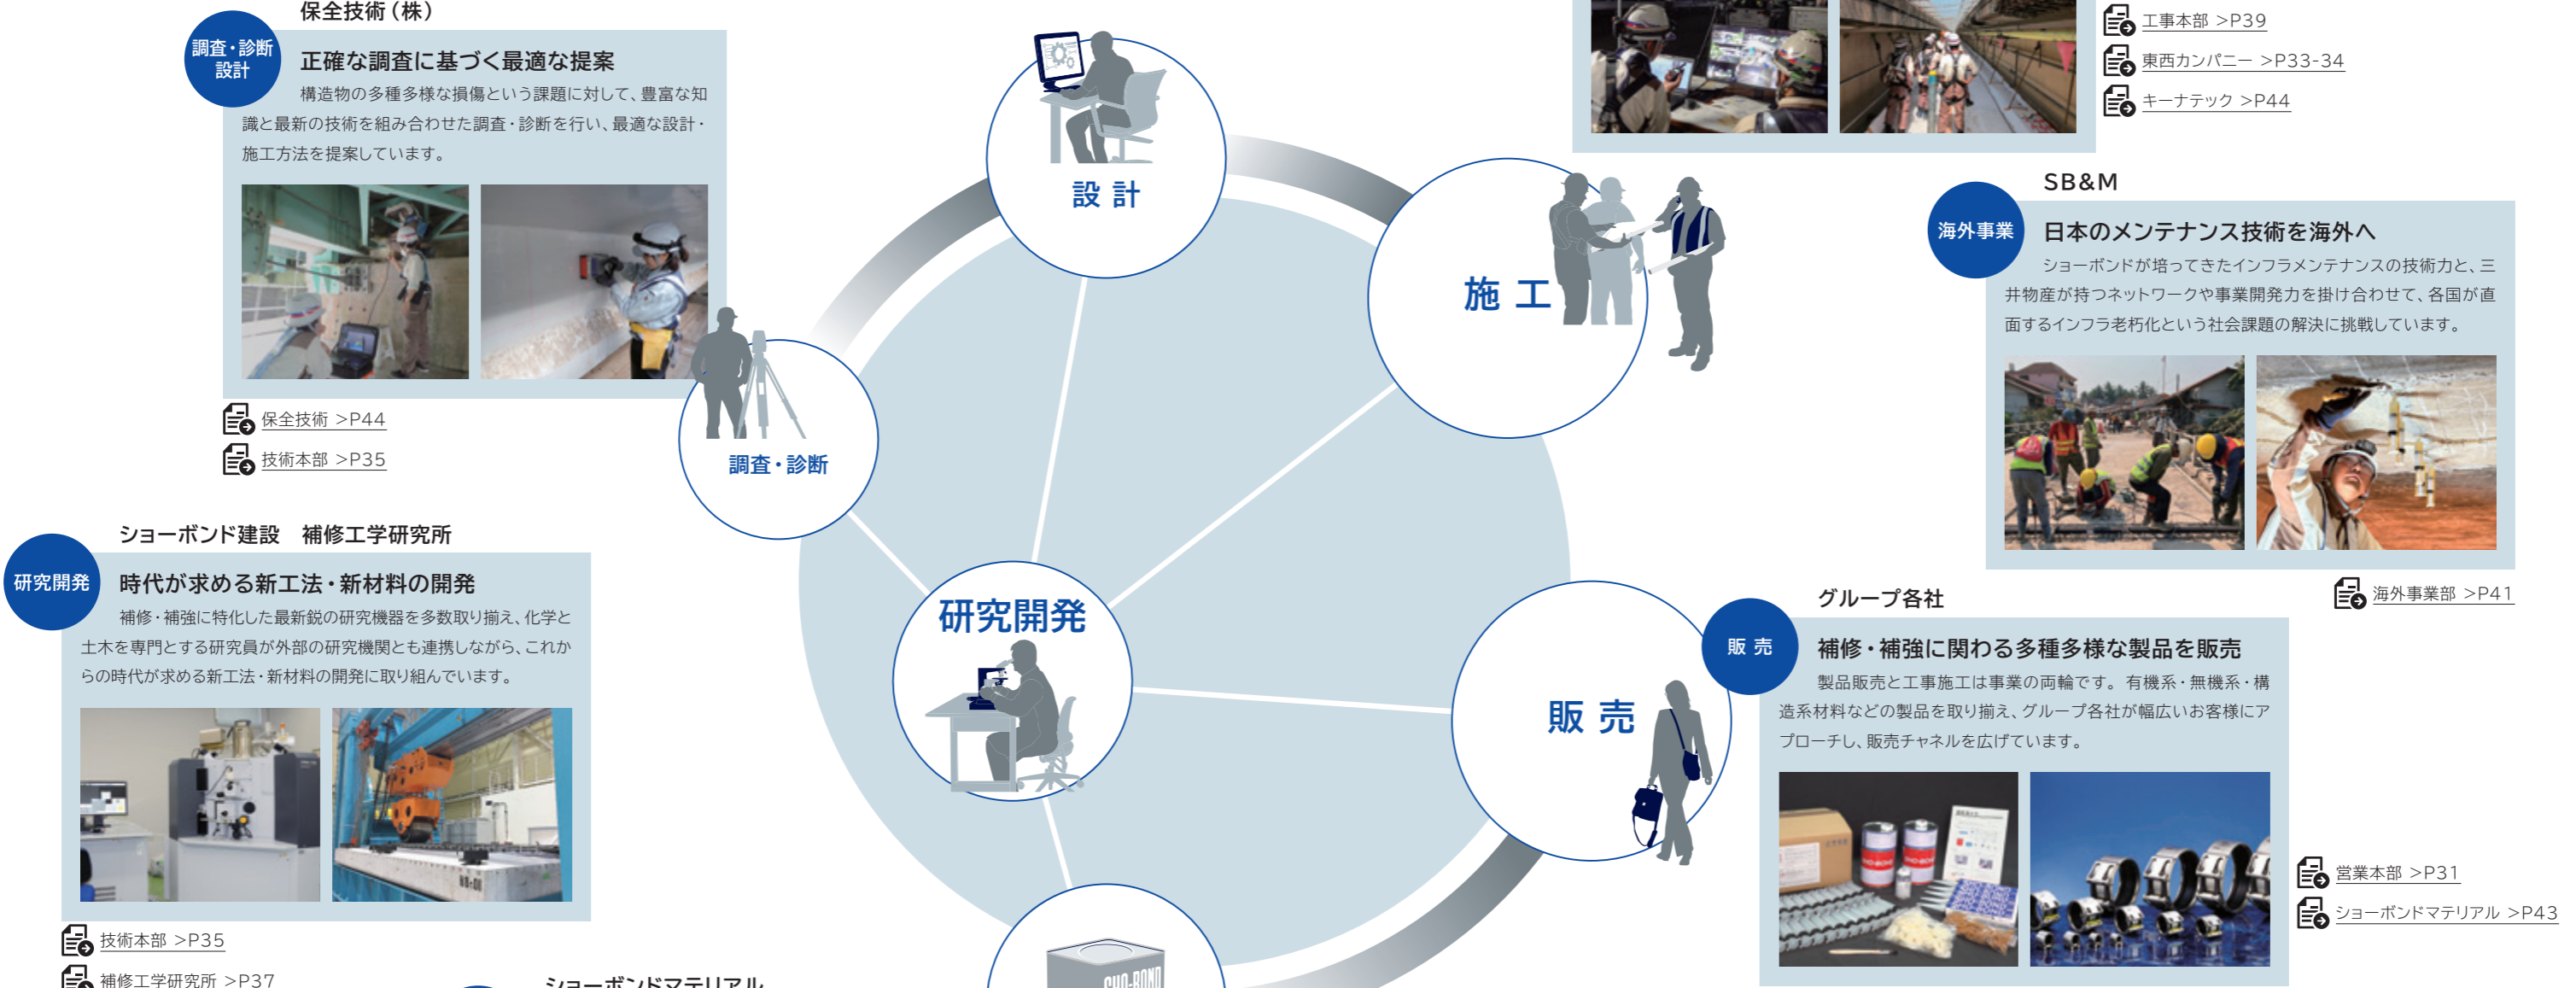 保全技術（株）
調査・診断
設計
正確な調査に基づく最適な提案
構造物の多種多様な損傷という課題に対して、豊富な知
識と最新の技術を組み合わせた調査・診断を行い、最適な設計・
施工方法を提案しています。
保全技術 >P44
技術本部 >P35
ショーボンド建設　補修工学研究所
研究開発
時代が求める新工法・新材料の開発
補修・補強に特化した最新鋭の研究機器を多数取り揃え、化学と
土木を専門とする研究員が外部の研究機関とも連携しながら、これか
らの時代が求める新工法・新材料の開発に取り組んでいます。
技術本部 >P35
補修工学研究所 >P37
ショーボンドマテリアル
設 計
施 工
調査・診断
研究開発
販 売
SHO-BOND
工事本部 >P39
東西カンパニー >P33-34
キーナテック >P44
SB&M
海外事業
日本のメンテナンス技術を海外へ
ショーボンドが培ってきたインフラメンテナンスの技術力と、三
井物産が持つネットワークや事業開発力を掛け合わせて、各国が直
面するインフラ老朽化という社会課題の解決に挑戦しています。
海外事業部 >P41
グループ各社
販 売
補修・補強に関わる多種多様な製品を販売
製品販売と工事施工は事業の両輪です。有機系・無機系・構
造系材料などの製品を取り揃え、グループ各社が幅広いお客様にア
プローチし、販売チャネルを広げています。
営業本部 >P31
ショーボンドマテリアル >P43